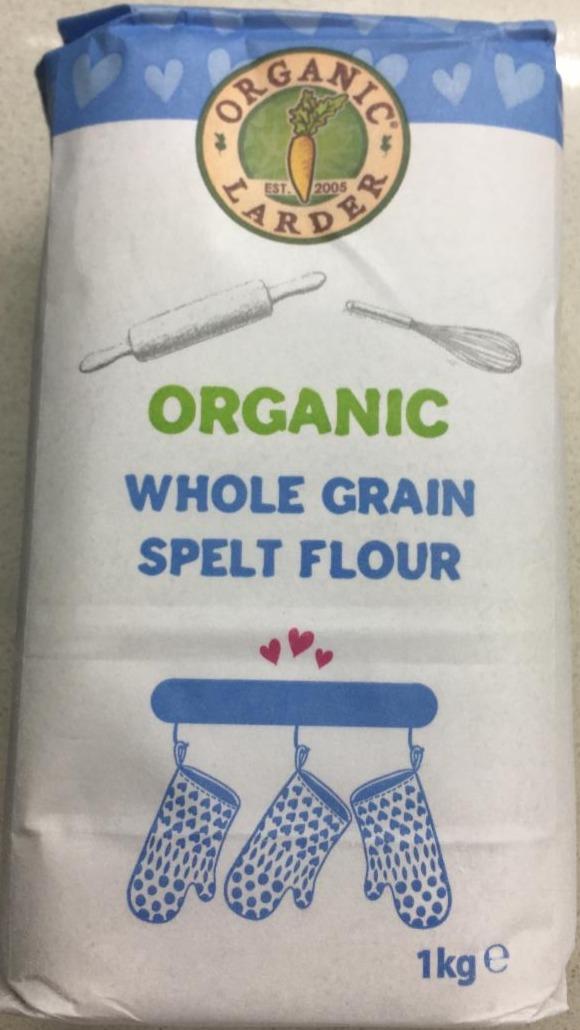 ORGANIC®
EST. 2005
LARDER
ORGANIC
WHOLE GRAIN
SPELT FLOUR
1kg ℮